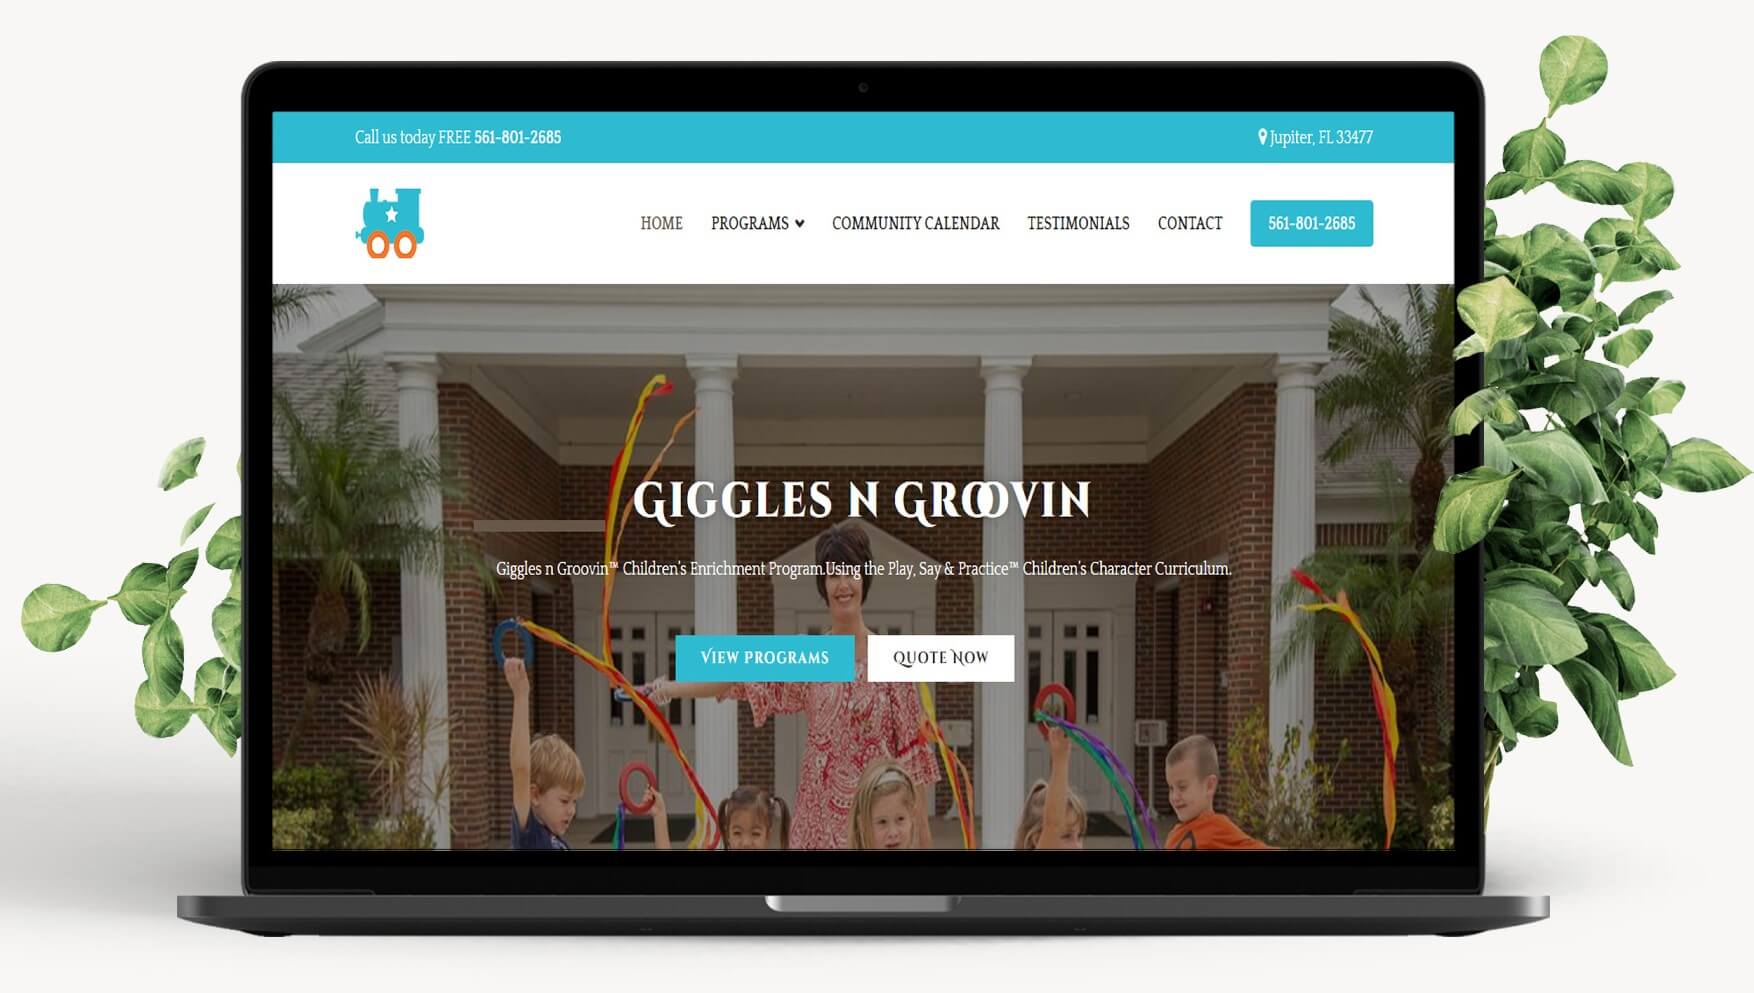 Call us today FREE 561-801-2685
Jupiter, FL 33477
HOME PROGRAMS COMMUNITY CALENDAR TESTIMONIALS CONTACT 561-801-2685
GIGGLES N GROOVIN
Giggles n Groovin™ Children's Enrichment Program.Using the Play, Say & Practice™ Children's Character Curriculum.
VIEW PROGRAMS QUOTE NOW